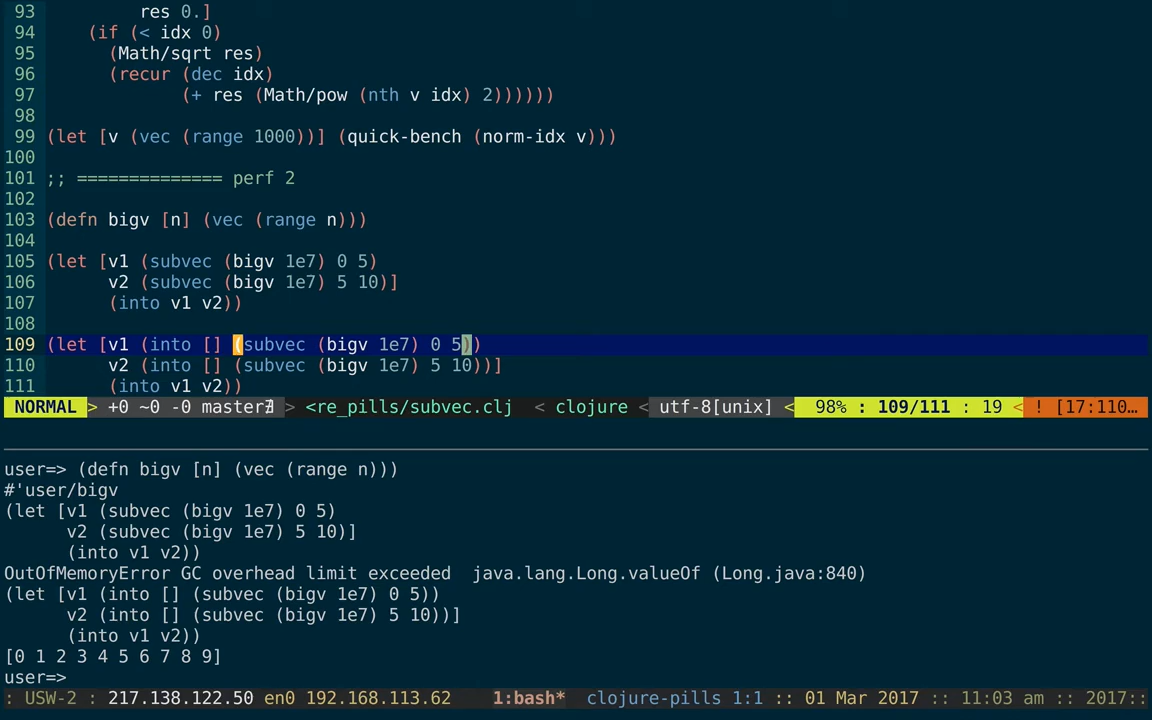 93          res 0.]
94     (if (< idx 0)
95       (Math/sqrt res)
96       (recur (dec idx)
97              (+ res (Math/pow (nth v idx) 2))))))
98
99 (let [v (vec (range 1000))] (quick-bench (norm-idx v)))
100
101 ;; ============== perf 2
102
103 (defn bigv [n] (vec (range n)))
104
105 (let [v1 (subvec (bigv 1e7) 0 5)
106       v2 (subvec (bigv 1e7) 5 10)]
107       (into v1 v2))
108
109 (let [v1 (into [] (subvec (bigv 1e7) 0 5))
110       v2 (into [] (subvec (bigv 1e7) 5 10))]
111       (into v1 v2))
NORMAL > +0 ~0 -0 master∄ > <re_pills/subvec.clj < clojure < utf-8[unix] < 98% : 109/111 : 19 < ! [17:110…
user=> (defn bigv [n] (vec (range n)))
#'user/bigv
(let [v1 (subvec (bigv 1e7) 0 5)
      v2 (subvec (bigv 1e7) 5 10)]
      (into v1 v2))
OutOfMemoryError GC overhead limit exceeded  java.lang.Long.valueOf (Long.java:840)
(let [v1 (into [] (subvec (bigv 1e7) 0 5))
      v2 (into [] (subvec (bigv 1e7) 5 10))]
      (into v1 v2))
[0 1 2 3 4 5 6 7 8 9]
user=>
: USW-2 : 217.138.122.50 en0 192.168.113.62    1:bash*  clojure-pills 1:1 :: 01 Mar 2017 :: 11:03 am :: 2017::